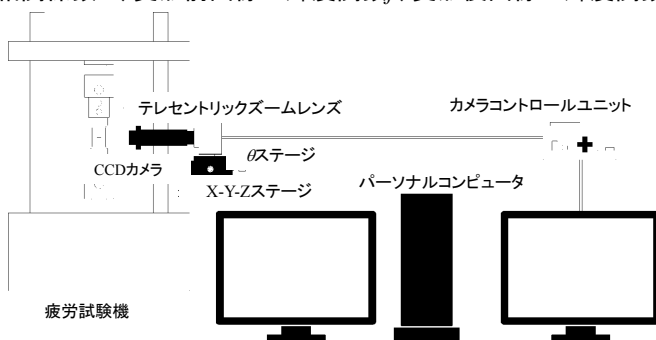 テレセントリックズームレンズ
カメラコントロールユニット
θステージ
CCDカメラ
パーソナルコンピュータ
X-Y-Zステージ
疲労試験機